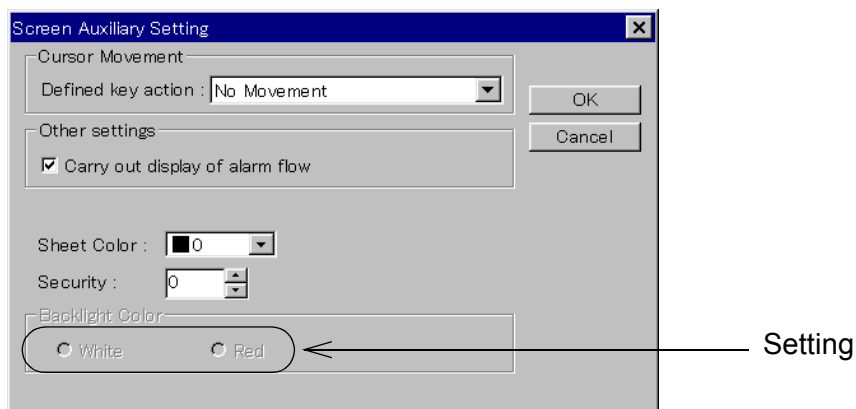 Screen Auxiliary Setting
Cursor Movement
Defined key action : No Movement
OK
Other settings
Cancel
Carry out display of alarm flow
Sheet Color : 0
Security : 0
Backlight Color
White Red
Setting